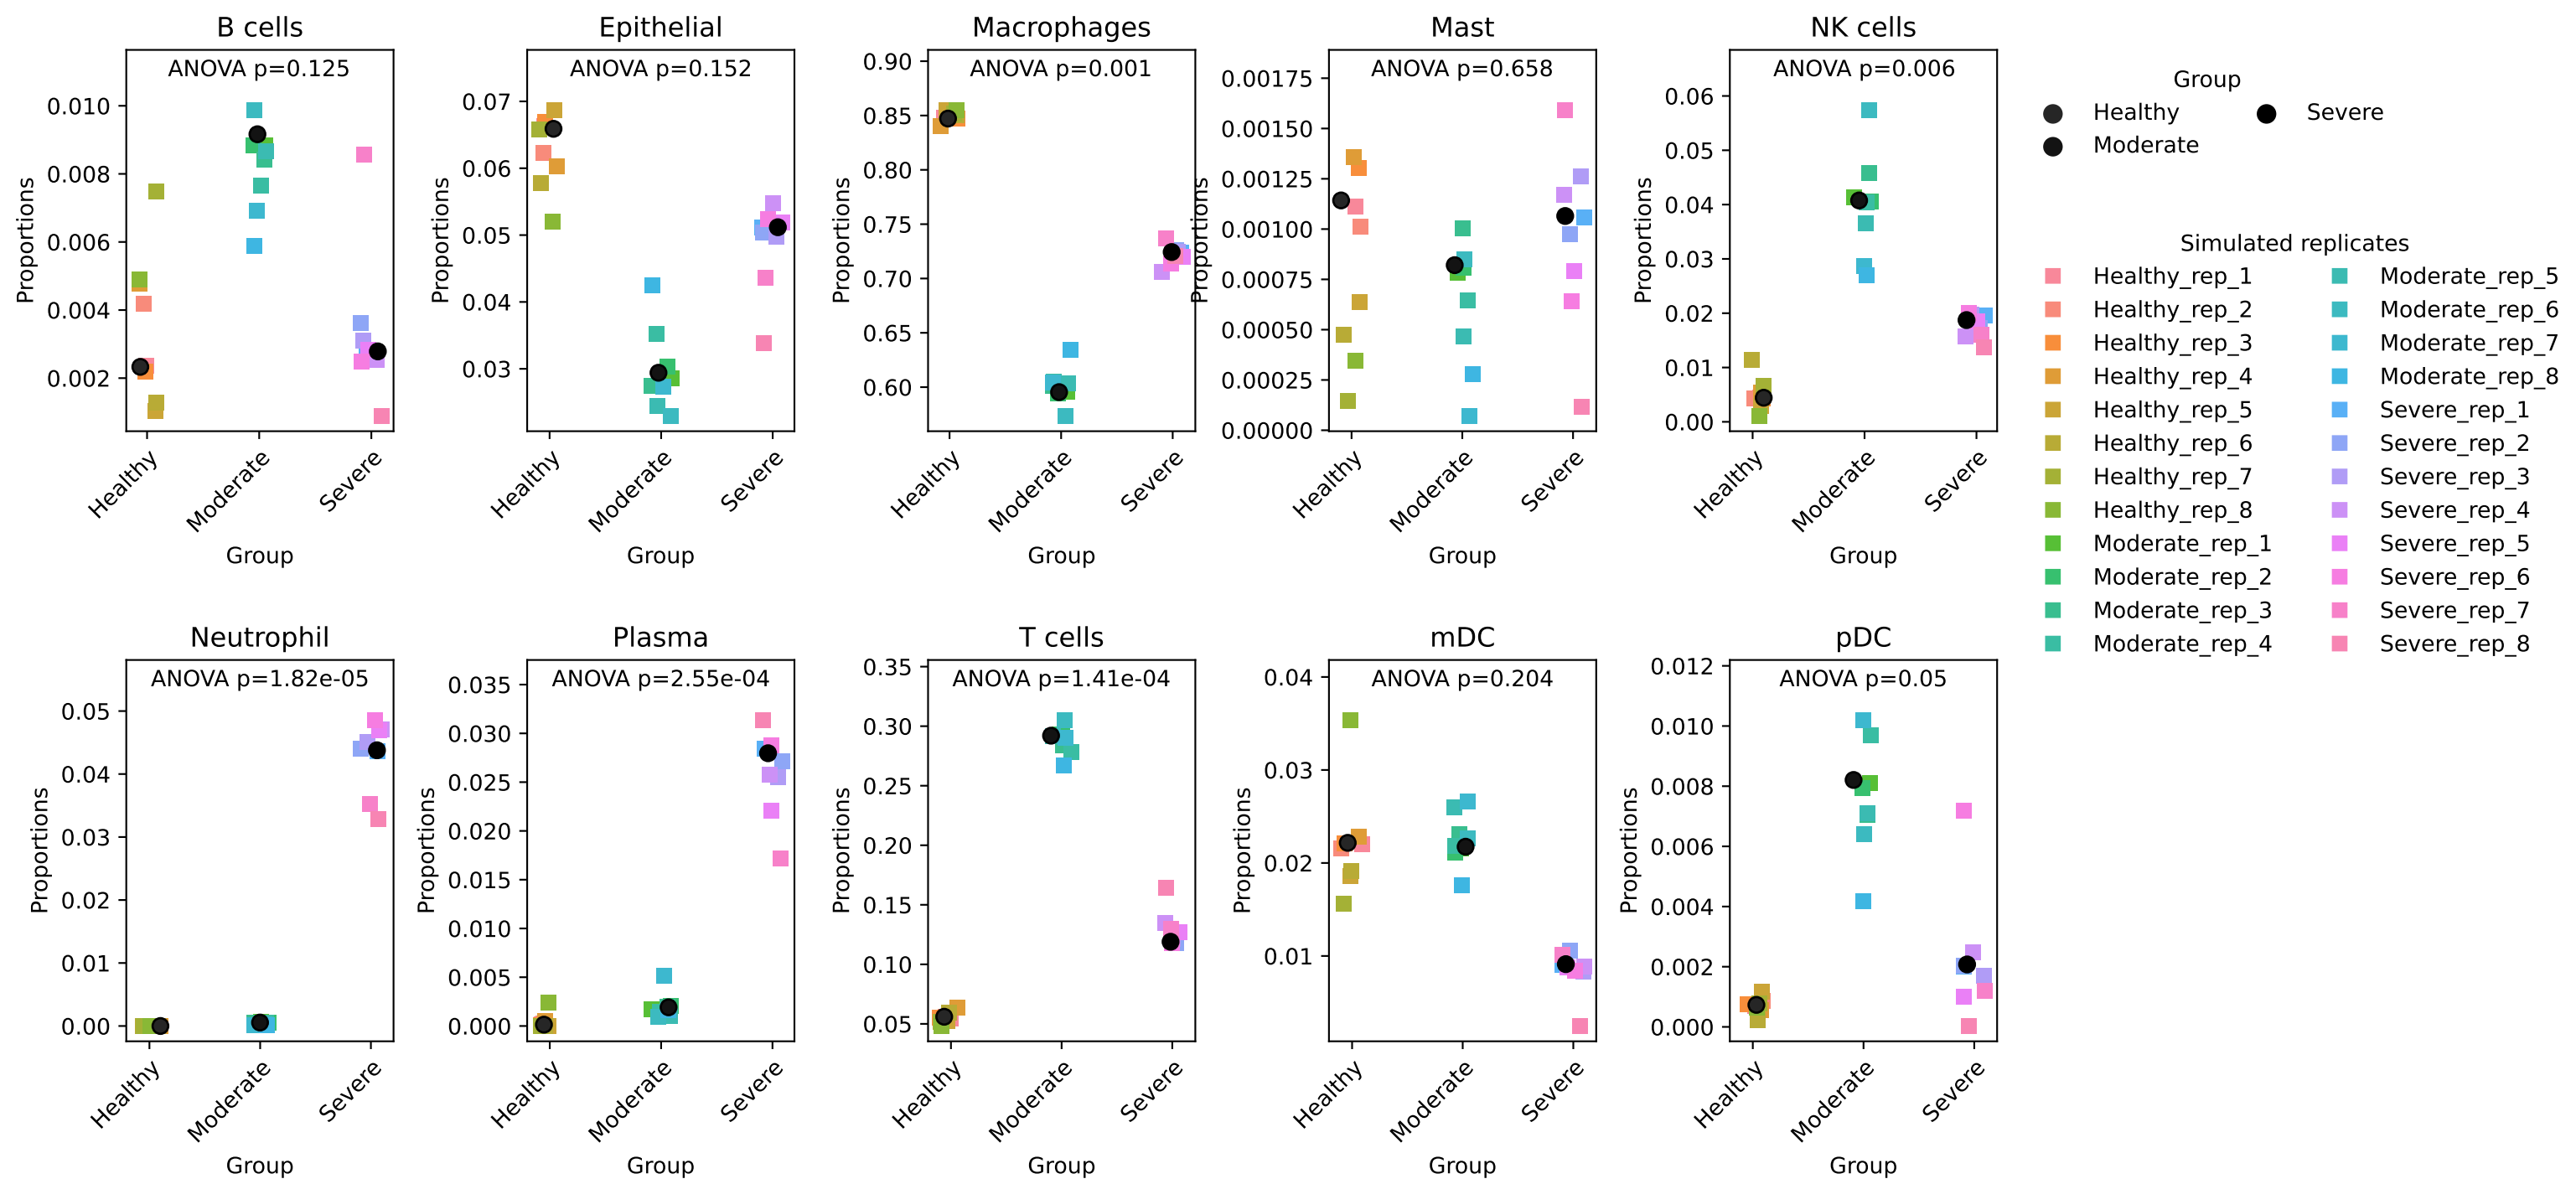 B cells
ANOVA p=0.125
Proportions
0.010
0.008
0.006
0.004
0.002
Healthy
Moderate
Severe
Group
Epithelial
ANOVA p=0.152
Proportions
0.07
0.06
0.05
0.04
0.03
Healthy
Moderate
Severe
Group
Macrophages
ANOVA p=0.001
Proportions
0.90
0.85
0.80
0.75
0.70
0.65
0.60
Healthy
Moderate
Severe
Group
Mast
ANOVA p=0.658
Proportions
0.00175
0.00150
0.00125
0.00100
0.00075
0.00050
0.00025
0.00000
Healthy
Moderate
Severe
Group
NK cells
ANOVA p=0.006
Proportions
0.06
0.05
0.04
0.03
0.02
0.01
0.00
Healthy
Moderate
Severe
Group
Group
Healthy
Moderate
Severe
Simulated replicates
Healthy_rep_1
Healthy_rep_2
Healthy_rep_3
Healthy_rep_4
Healthy_rep_5
Healthy_rep_6
Healthy_rep_7
Healthy_rep_8
Moderate_rep_1
Moderate_rep_2
Moderate_rep_3
Moderate_rep_4
Moderate_rep_5
Moderate_rep_6
Moderate_rep_7
Moderate_rep_8
Severe_rep_1
Severe_rep_2
Severe_rep_3
Severe_rep_4
Severe_rep_5
Severe_rep_6
Severe_rep_7
Severe_rep_8
Neutrophil
ANOVA p=1.82e-05
Proportions
0.05
0.04
0.03
0.02
0.01
0.00
Healthy
Moderate
Severe
Group
Plasma
ANOVA p=2.55e-04
Proportions
0.035
0.030
0.025
0.020
0.015
0.010
0.005
0.000
Healthy
Moderate
Severe
Group
T cells
ANOVA p=1.41e-04
Proportions
0.35
0.30
0.25
0.20
0.15
0.10
0.05
Healthy
Moderate
Severe
Group
mDC
ANOVA p=0.204
Proportions
0.04
0.03
0.02
0.01
Healthy
Moderate
Severe
Group
pDC
ANOVA p=0.05
Proportions
0.012
0.010
0.008
0.006
0.004
0.002
0.000
Healthy
Moderate
Severe
Group